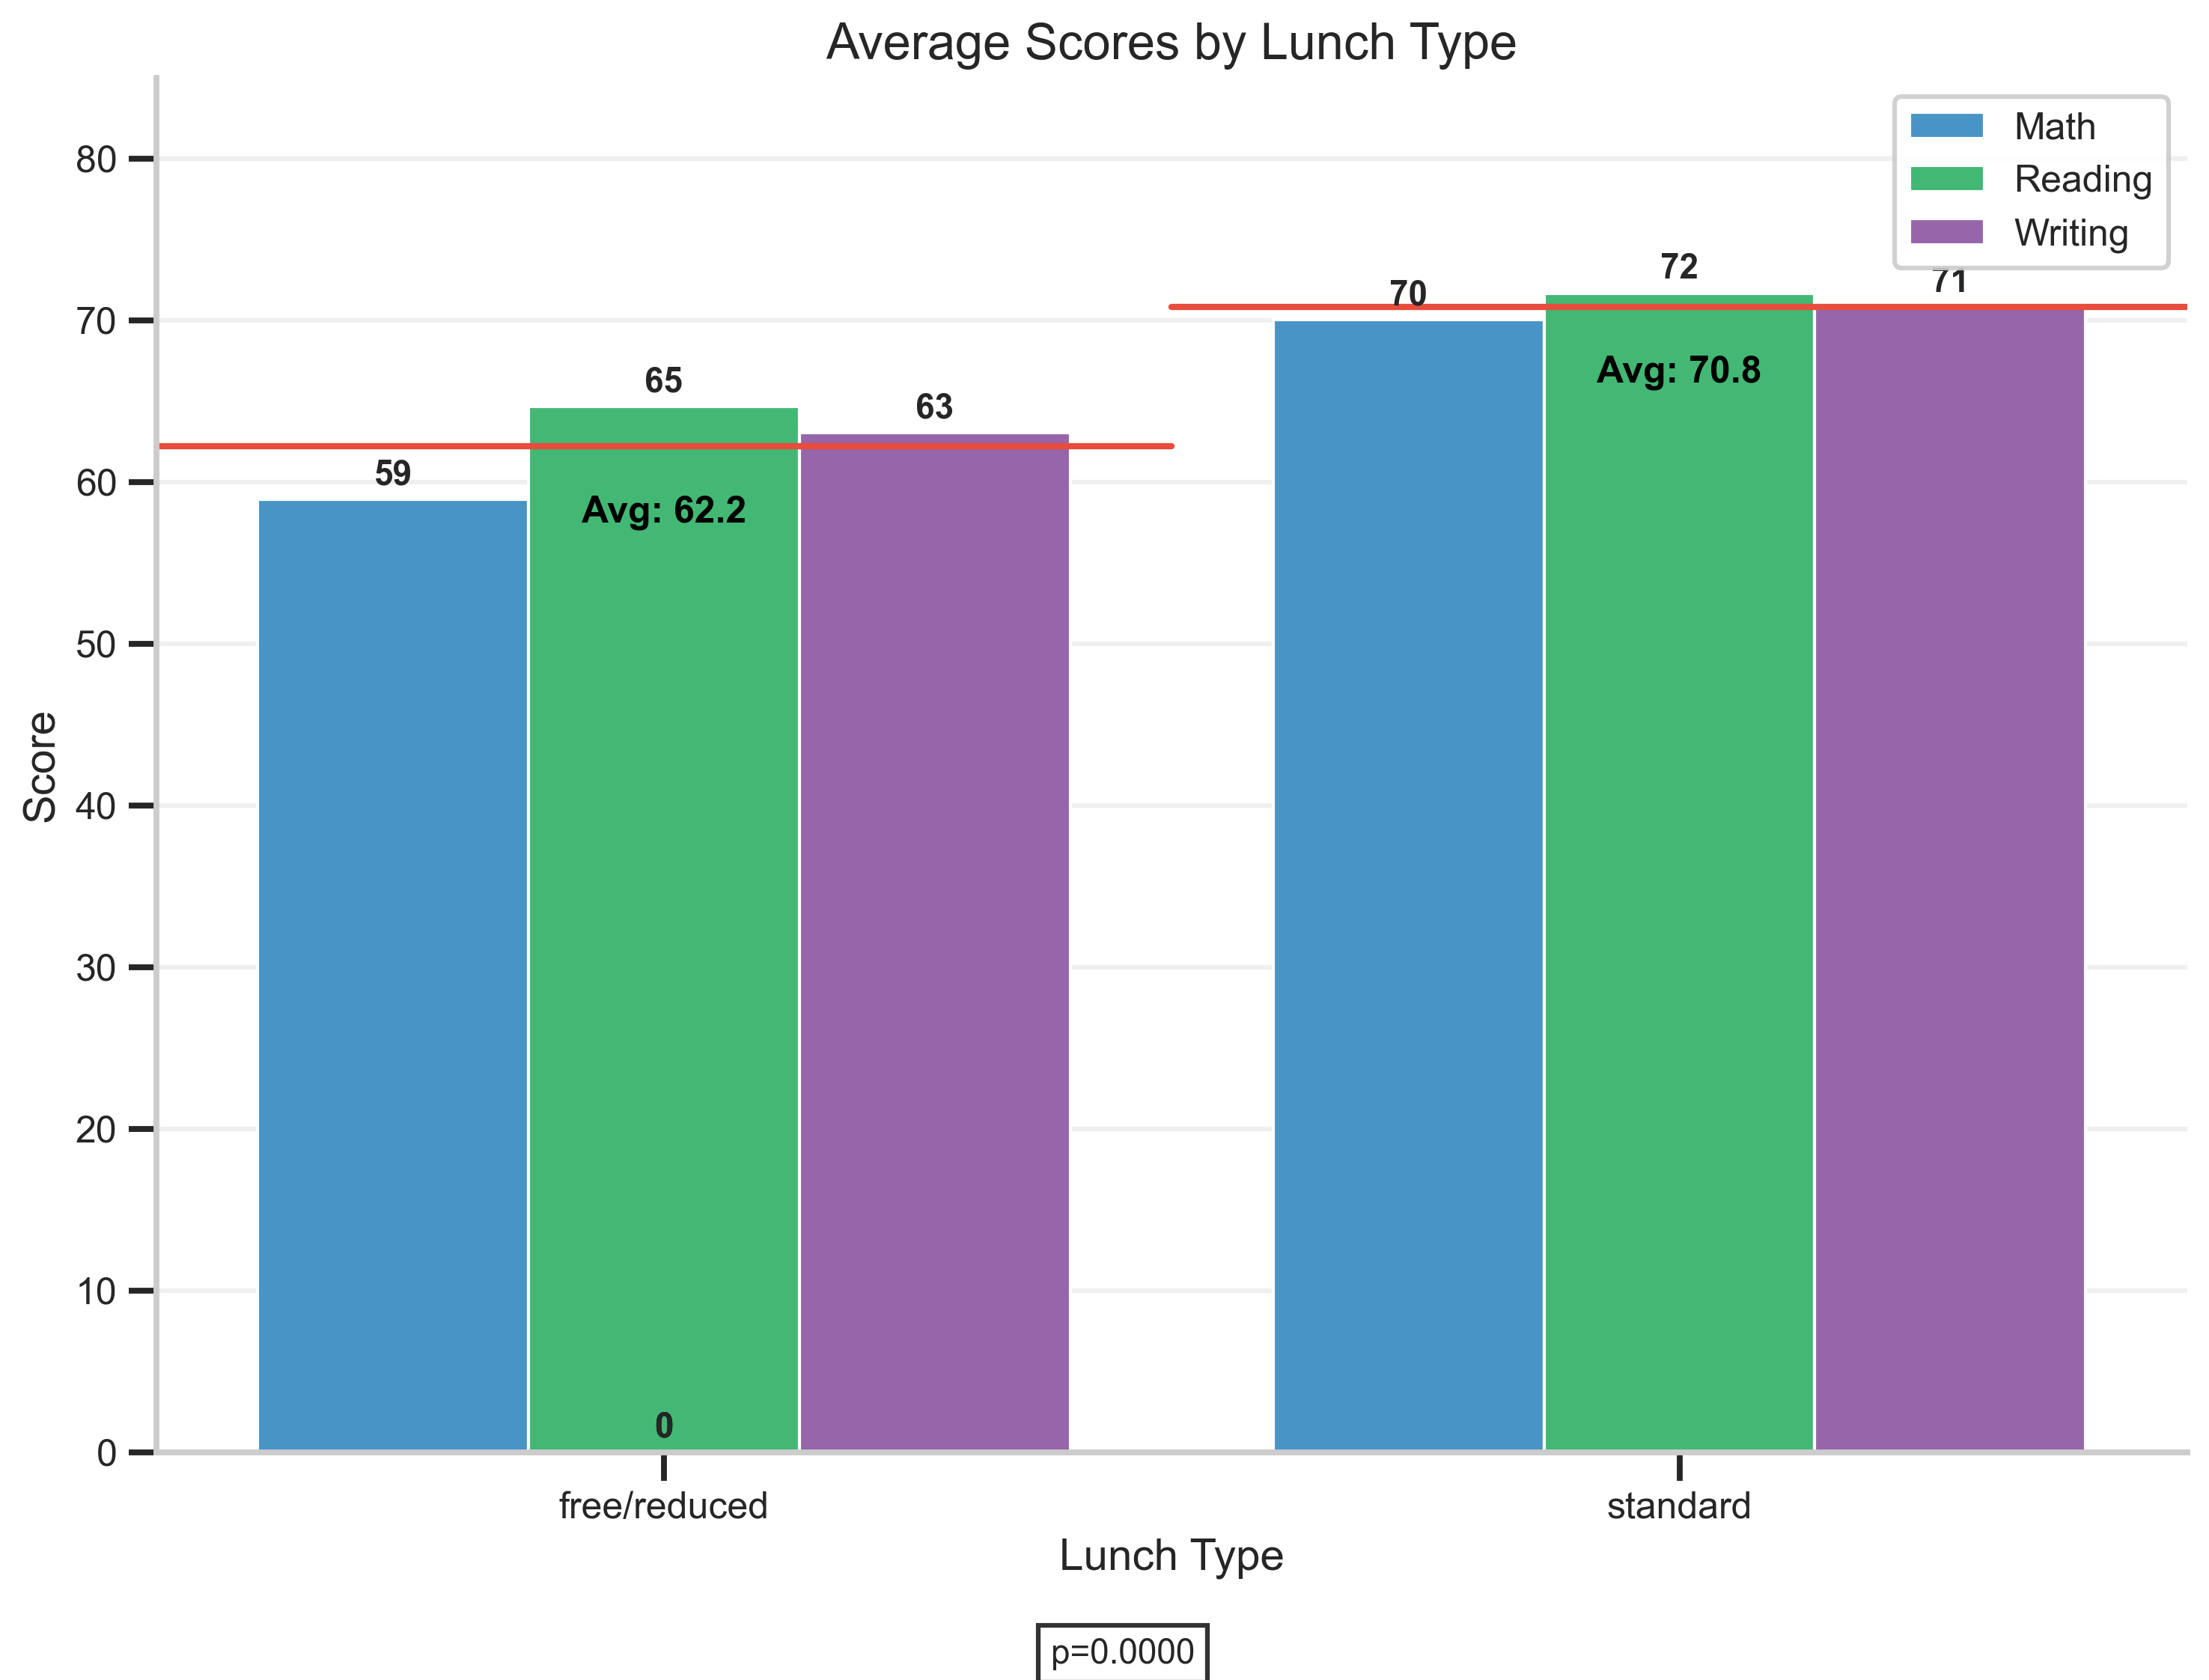 Average Scores by Lunch Type
Math
Reading
Writing
80
70
60
50
40
30
20
10
0
Score
59
65
63
Avg: 62.2
0
70
72
71
Avg: 70.8
free/reduced
standard
Lunch Type
p=0.0000